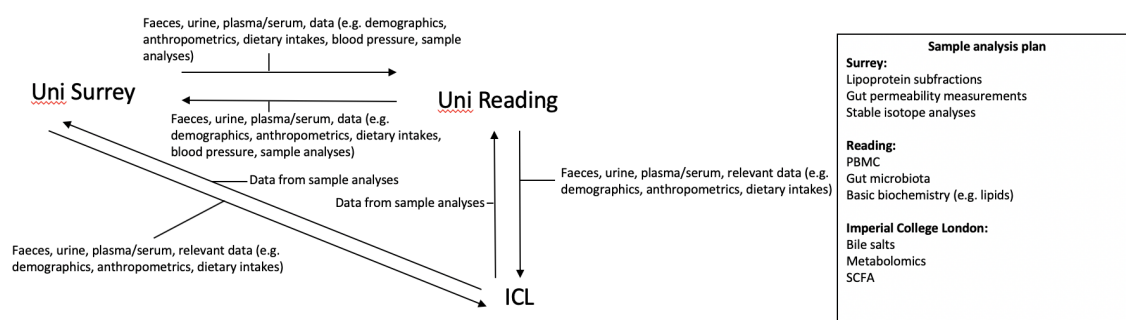 Faeces, urine, plasma/serum, data (e.g. demographics,
anthropometrics, dietary intakes, blood pressure, sample
analyses)
Uni Surrey
Uni Reading
Faeces, urine, plasma/serum, data (e.g.
demographics, anthropometrics, dietary intakes,
blood pressure, sample analyses)
Data from sample analyses
Data from sample analyses
Faeces, urine, plasma/serum, relevant data (e.g.
demographics, anthropometrics, dietary intakes)
Faeces, urine, plasma/serum, relevant data (e.g.
demographics, anthropometrics, dietary intakes)
ICL
Sample analysis plan
Surrey:
Lipoprotein subfractions
Gut permeability measurements
Stable isotope analyses
Reading:
PBMC
Gut microbiota
Basic biochemistry (e.g. lipids)
Imperial College London:
Bile salts
Metabolomics
SCFA